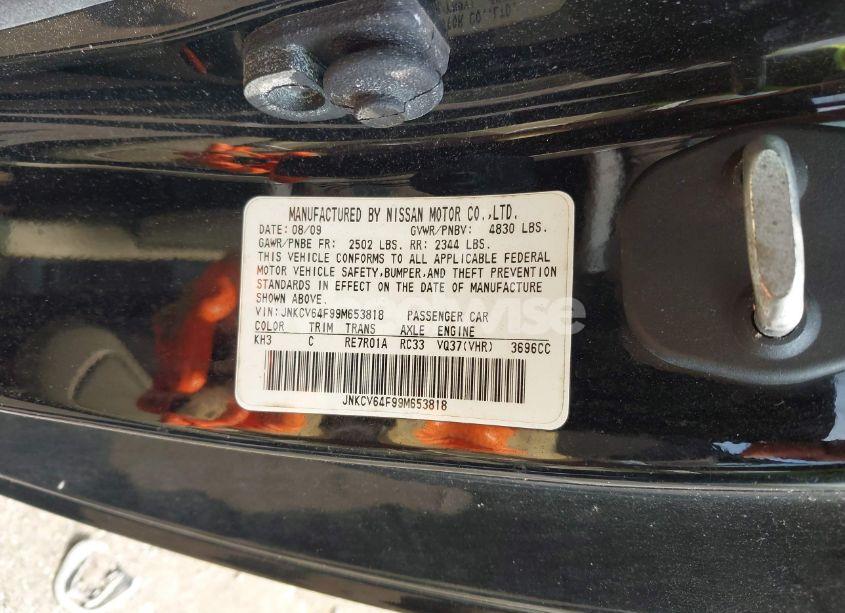 MANUFACTURED BY NISSAN MOTOR CO.,LTD.
DATE: 08/09 GVWR/PNBV: 4830 LBS.
GAWR/PNBE FR: 2502 LBS. RR: 2344 LBS.
THIS VEHICLE CONFORMS TO ALL APPLICABLE FEDERAL
MOTOR VEHICLE SAFETY,BUMPER,AND THEFT PREVENTION
STANDARDS IN EFFECT ON THE DATE OF MANUFACTURE
SHOWN ABOVE.
VIN:JNKCV64F99M653818 PASSENGER CAR
COLOR TRIM TRANS AXLE ENGINE
KH3 C RE7R01A RC33 VQ37(VHR) 3696CC
JNKCV64F99M653818